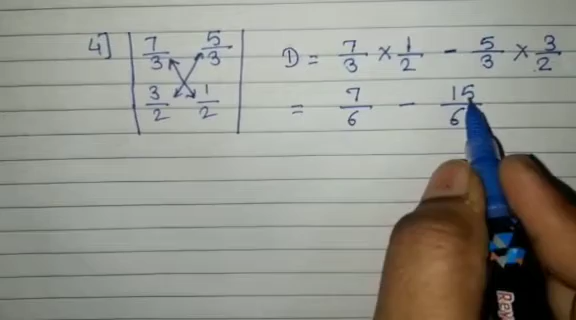 4] | 7/3 5/3 | D = 7/3 × 1/2 - 5/3 × 3/2
| 3/2 1/2 | = 7/6 - 15/6